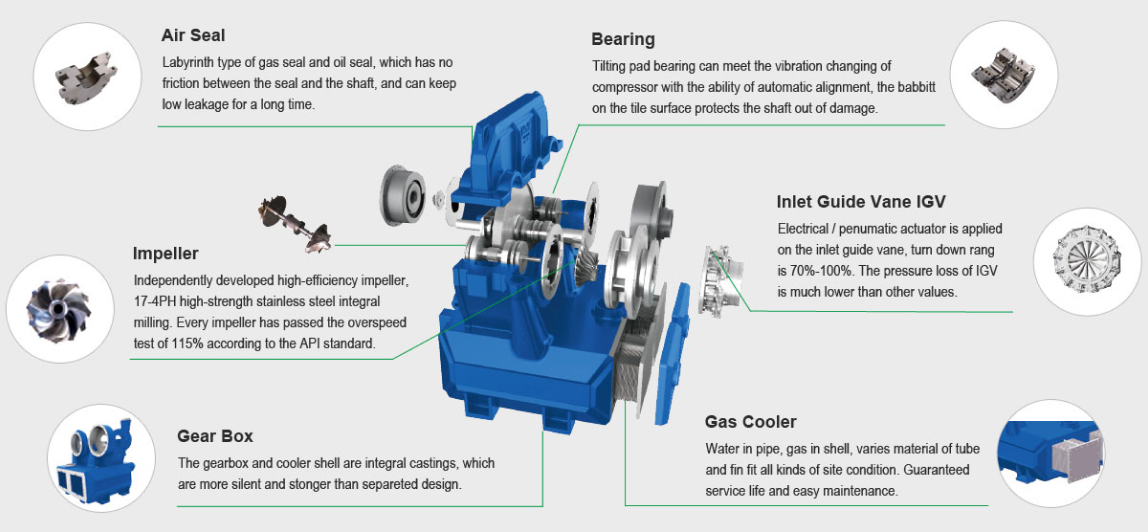 Air Seal
Labyrinth type of gas seal and oil seal, which has no
friction between the seal and the shaft, and can keep
low leakage for a long time.
Bearing
Tilting pad bearing can meet the vibration changing of
compressor with the ability of automatic alignment, the babbitt
on the tile surface protects the shaft out of damage.
Inlet Guide Vane IGV
Electrical / penumatic actuator is applied
on the inlet guide vane, turn down rang
is 70%-100%. The pressure loss of IGV
is much lower than other values.
Impeller
Independently developed high-efficiency impeller,
17-4PH high-strength stainless steel integral
milling. Every impeller has passed the overspeed
test of 115% according to the API standard.
Gear Box
The gearbox and cooler shell are integral castings, which
are more silent and stonger than separeted design.
Gas Cooler
Water in pipe, gas in shell, varies material of tube
and fin fit all kinds of site condition. Guaranteed
service life and easy maintenance.